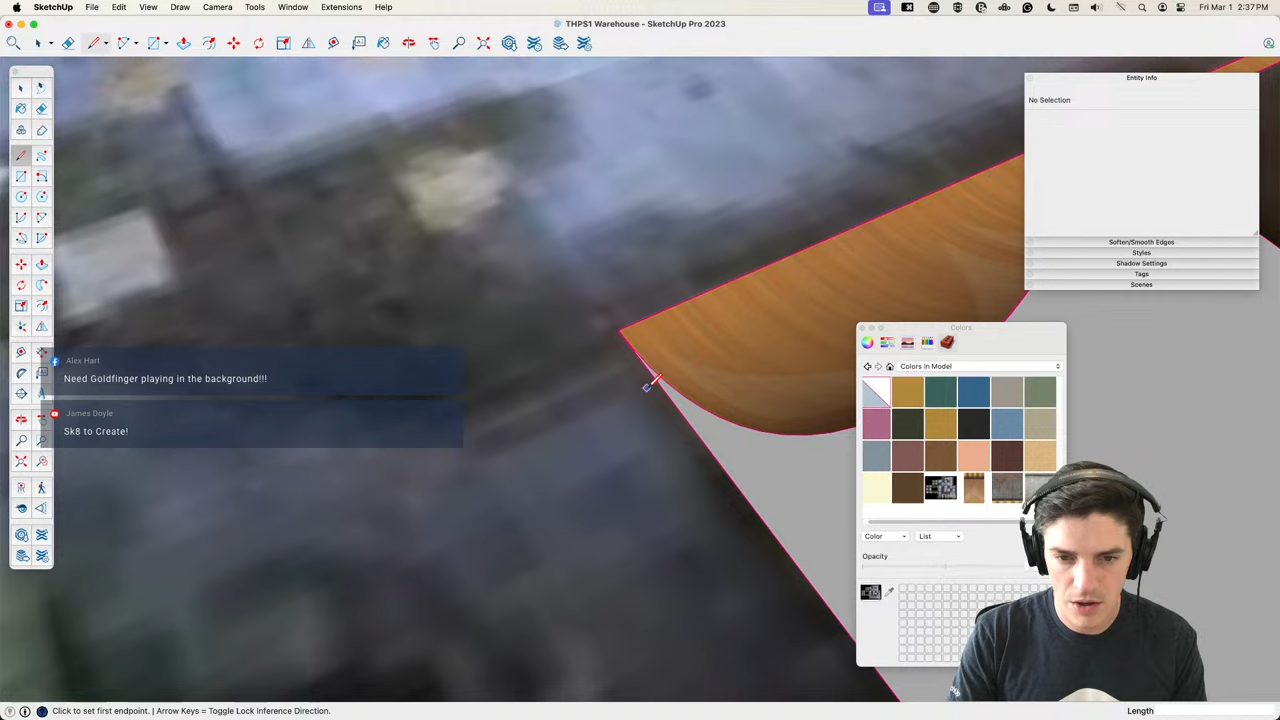 SketchUp File Edit View Draw Camera Tools Window Extensions Help Fri Mar 1 2:37 PM
THPS1 Warehouse - SketchUp Pro 2023
Entity Info
No Selection
Soften/Smooth Edges
Styles
Shadow Settings
Tags
Scenes
Colors
Colors In Model
Alex Hart
Need Goldfinger playing in the background!!!
James Doyle
Sk8 to Create!
Color List
Opacity
Click to set first endpoint. | Arrow Keys = Toggle Lock Inference Direction. Length